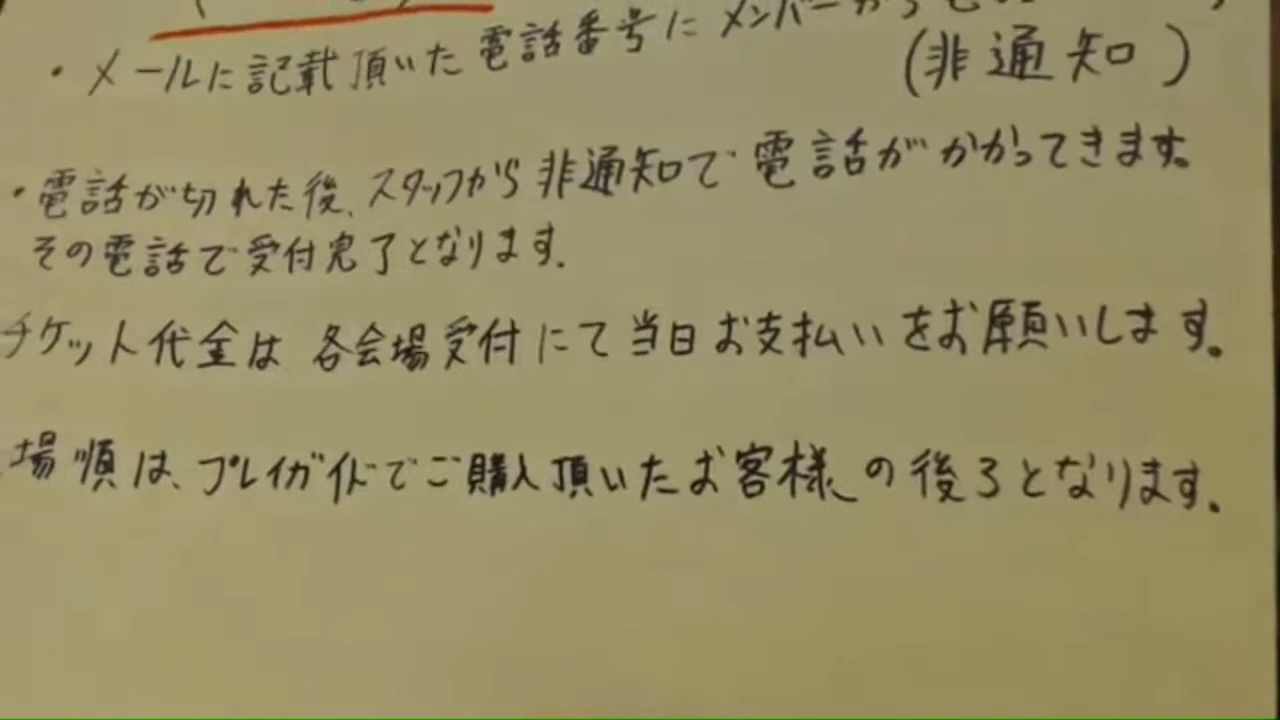 ・メールに記載頂いた電話番号にメンバーから
(非通知)
・電話が切れた後、スタッフから非通知で電話がかかってきます。
その電話で受付完了となります。
チケット代金は各会場受付にて当日お支払いをお願いします。
場順は、プレイガイドでご購入頂いたお客様の後ろとなります。